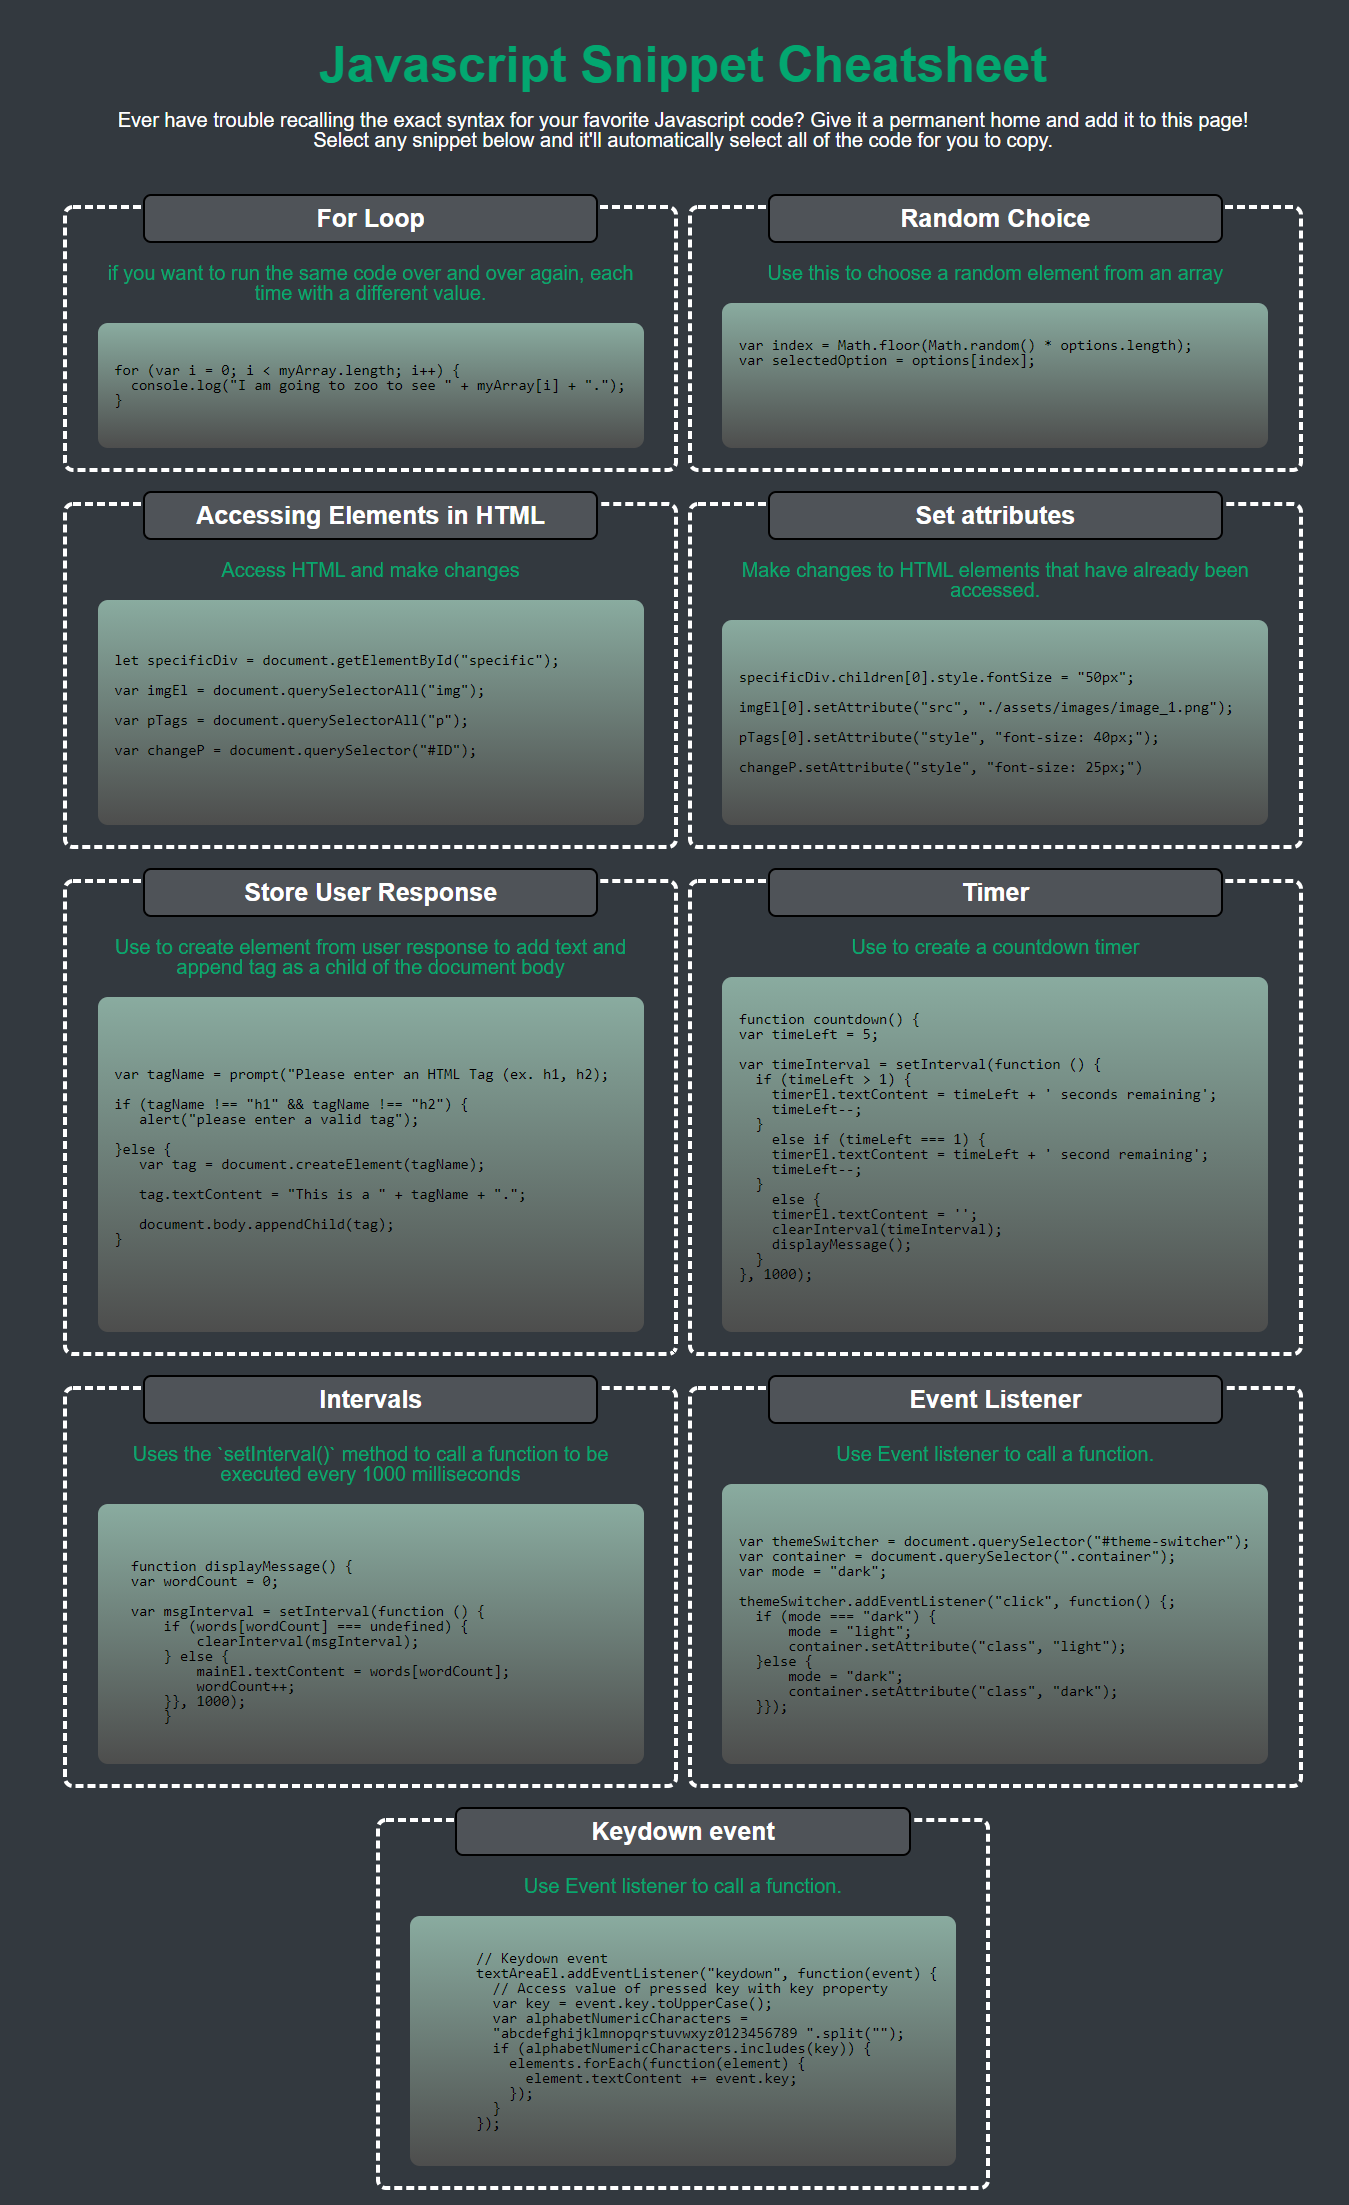 Javascript Snippet Cheatsheet
Ever have trouble recalling the exact syntax for your favorite Javascript code? Give it a permanent home and add it to this page!
Select any snippet below and it'll automatically select all of the code for you to copy.
For Loop
if you want to run the same code over and over again, each
time with a different value.
for (var i = 0; i < myArray.length; i++) {
  console.log("I am going to zoo to see " + myArray[i] + ".");
}
Random Choice
Use this to choose a random element from an array
var index = Math.floor(Math.random() * options.length);
var selectedOption = options[index];
Accessing Elements in HTML
Access HTML and make changes
let specificDiv = document.getElementById("specific");
var imgEl = document.querySelectorAll("img");
var pTags = document.querySelectorAll("p");
var changeP = document.querySelector("#ID");
Set attributes
Make changes to HTML elements that have already been
accessed.
specificDiv.children[0].style.fontSize = "50px";
imgEl[0].setAttribute("src", "./assets/images/image_1.png");
pTags[0].setAttribute("style", "font-size: 40px;");
changeP.setAttribute("style", "font-size: 25px;")
Store User Response
Use to create element from user response to add text and
append tag as a child of the document body
var tagName = prompt("Please enter an HTML Tag (ex. h1, h2);
if (tagName !== "h1" && tagName !== "h2") {
   alert("please enter a valid tag");
}else {
   var tag = document.createElement(tagName);
   tag.textContent = "This is a " + tagName + ".";
   document.body.appendChild(tag);
}
Timer
Use to create a countdown timer
function countdown() {
var timeLeft = 5;
var timeInterval = setInterval(function () {
  if (timeLeft > 1) {
    timerEl.textContent = timeLeft + ' seconds remaining';
    timeLeft--;
  }
    else if (timeLeft === 1) {
    timerEl.textContent = timeLeft + ' second remaining';
    timeLeft--;
  }
    else {
    timerEl.textContent = '';
    clearInterval(timeInterval);
    displayMessage();
  }
}, 1000);
Intervals
Uses the `setInterval()` method to call a function to be
executed every 1000 milliseconds
function displayMessage() {
var wordCount = 0;
var msgInterval = setInterval(function () {
    if (words[wordCount] === undefined) {
        clearInterval(msgInterval);
    } else {
        mainEl.textContent = words[wordCount];
        wordCount++;
    }}, 1000);
    }
Event Listener
Use Event listener to call a function.
var themeSwitcher = document.querySelector("#theme-switcher");
var container = document.querySelector(".container");
var mode = "dark";
themeSwitcher.addEventListener("click", function() {;
  if (mode === "dark") {
      mode = "light";
      container.setAttribute("class", "light");
  }else {
      mode = "dark";
      container.setAttribute("class", "dark");
  }});
Keydown event
Use Event listener to call a function.
// Keydown event
textAreaEl.addEventListener("keydown", function(event) {
  // Access value of pressed key with key property
  var key = event.key.toUpperCase();
  var alphabetNumericCharacters =
  "abcdefghijklmnopqrstuvwxyz0123456789 ".split("");
  if (alphabetNumericCharacters.includes(key)) {
    elements.forEach(function(element) {
      element.textContent += event.key;
    });
  }
});